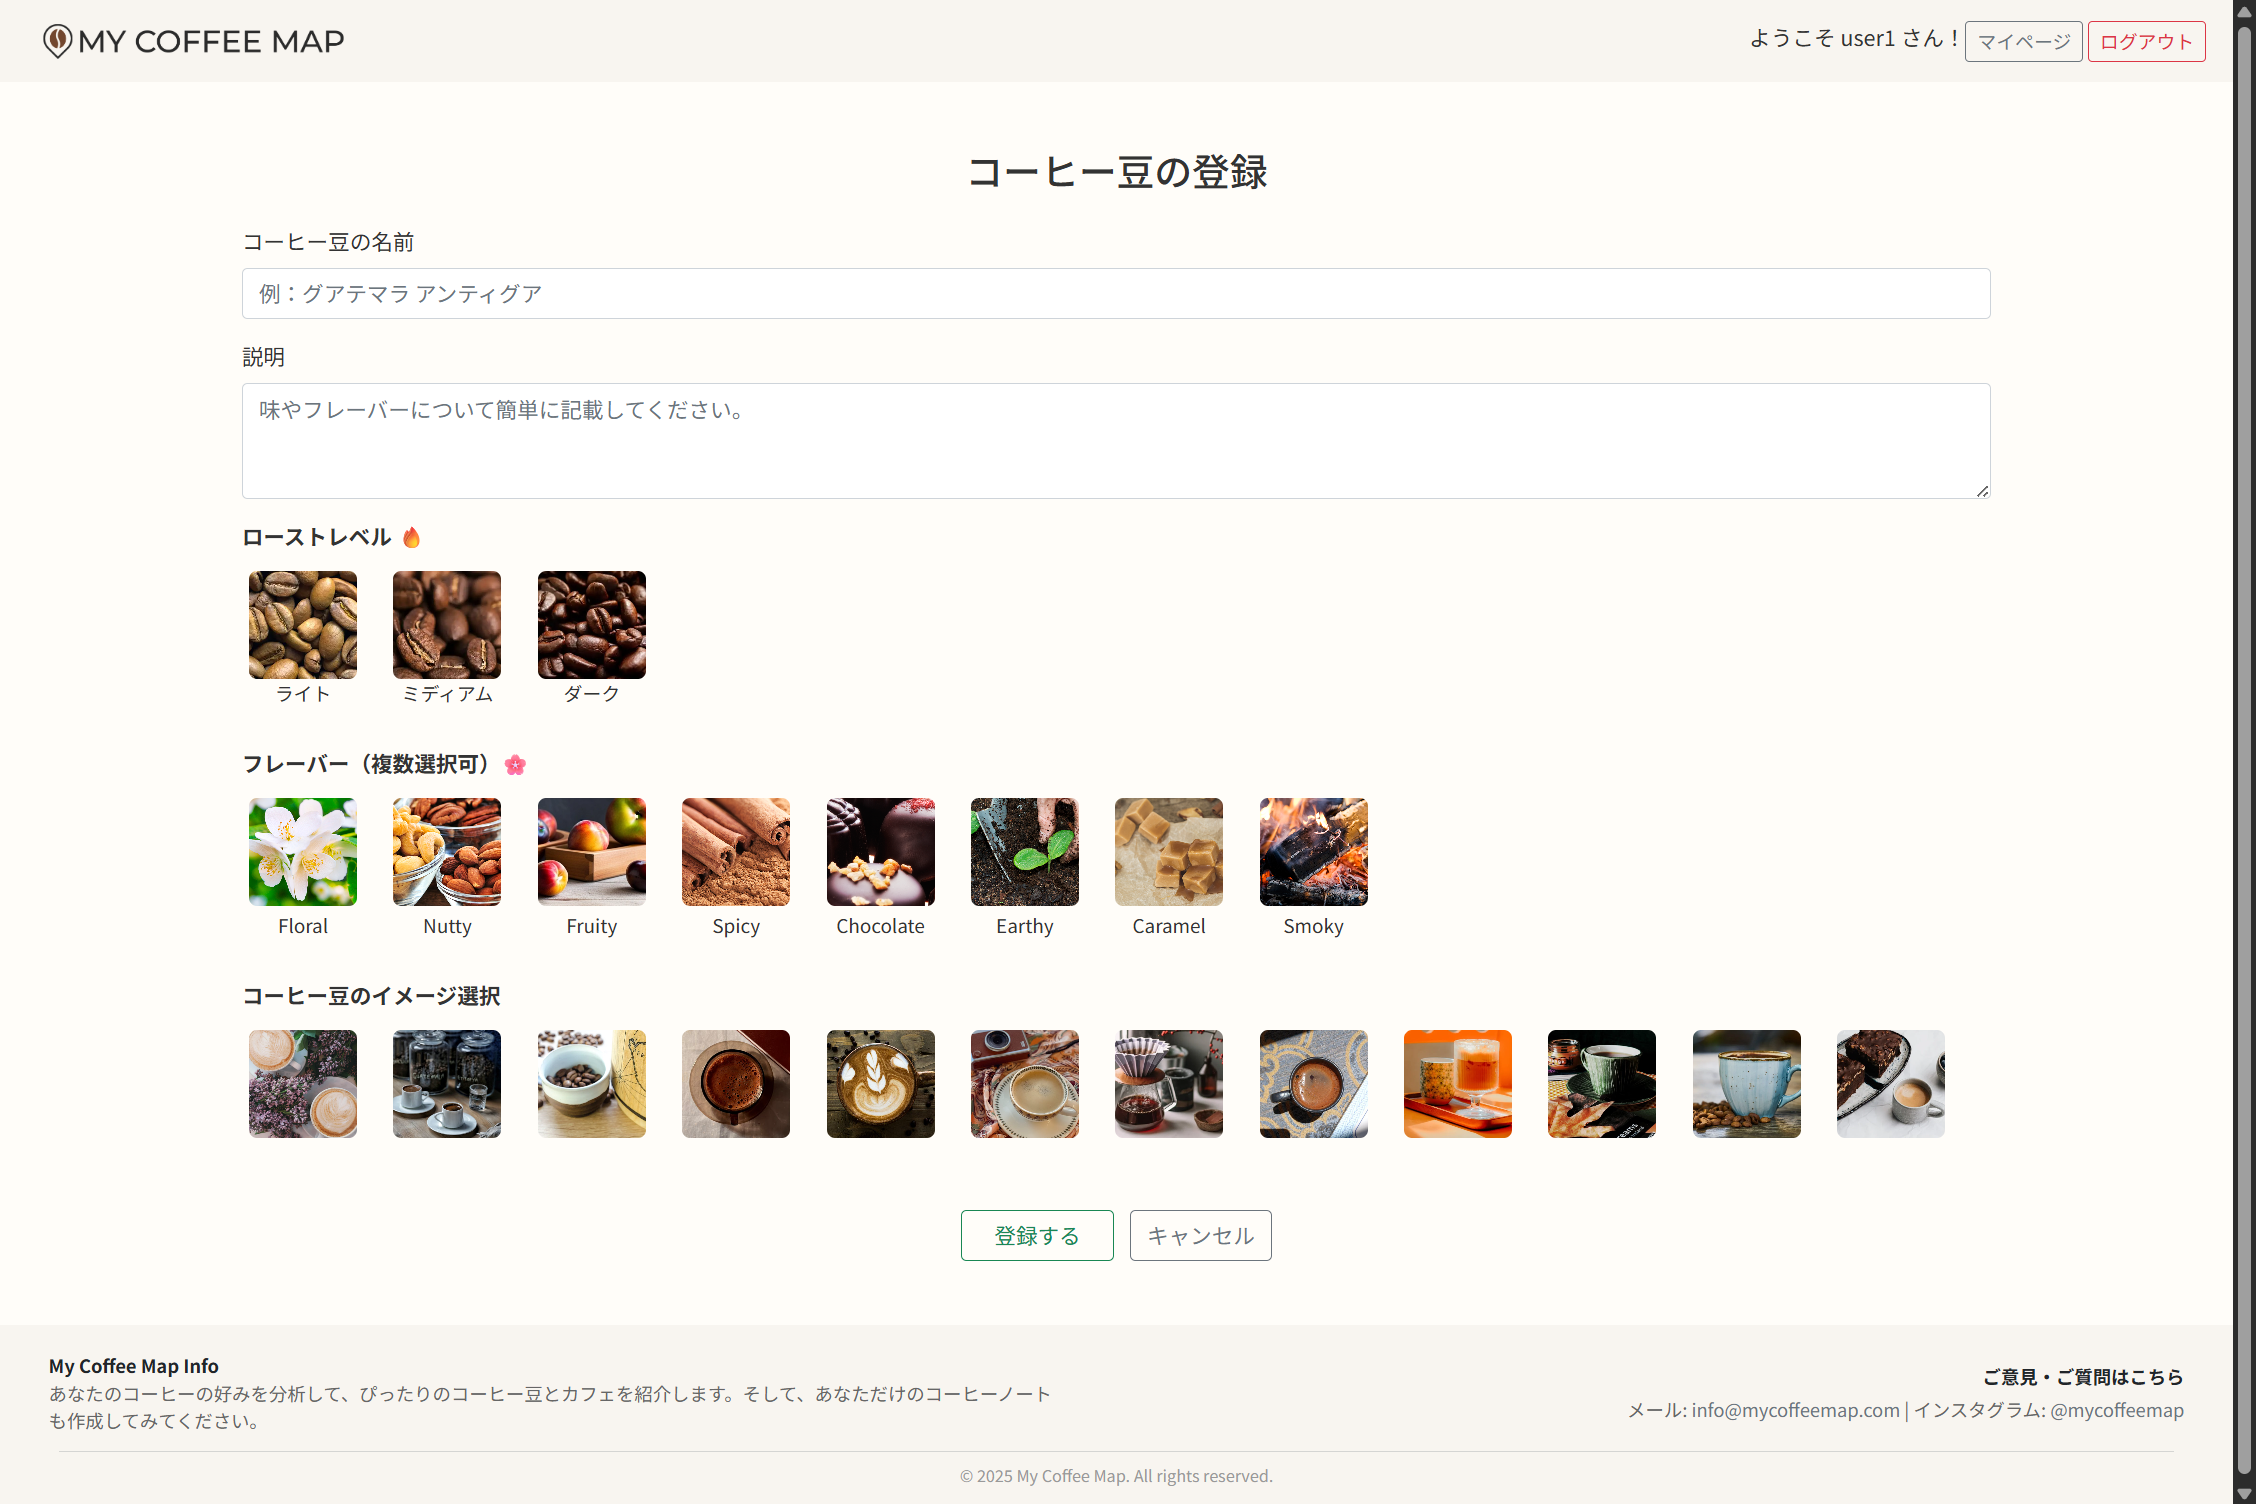 MY COFFEE MAP
ようこそ user1 さん！ マイページ ログアウト
コーヒー豆の登録
コーヒー豆の名前
例：グアテマラ アンティグア
説明
味やフレーバーについて簡単に記載してください。
ローストレベル 🔥
ライト ミディアム ダーク
フレーバー（複数選択可）🌸
Floral Nutty Fruity Spicy Chocolate Earthy Caramel Smoky
コーヒー豆のイメージ選択
登録する キャンセル
My Coffee Map Info
あなたのコーヒーの好みを分析して、ぴったりのコーヒー豆とカフェを紹介します。そして、あなただけのコーヒーノート
も作成してみてください。
ご意見・ご質問はこちら
メール: info@mycoffeemap.com | インスタグラム: @mycoffeemap
© 2025 My Coffee Map. All rights reserved.